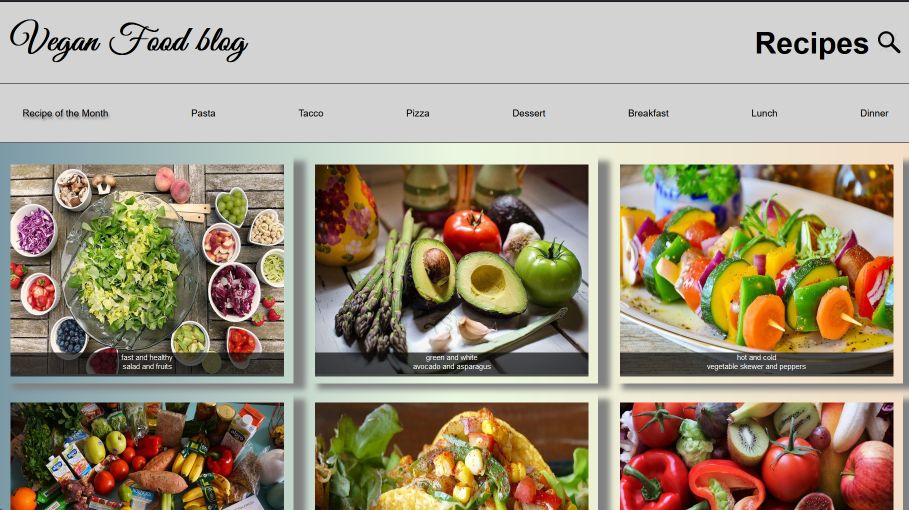 Vegan Food blog
Recipes
Recipe of the Month
Pasta
Tacco
Pizza
Dessert
Breakfast
Lunch
Dinner
fast and healthy
salad and fruits
green and white
avocado and asparagus
hot and cold
vegetable skewer and peppers